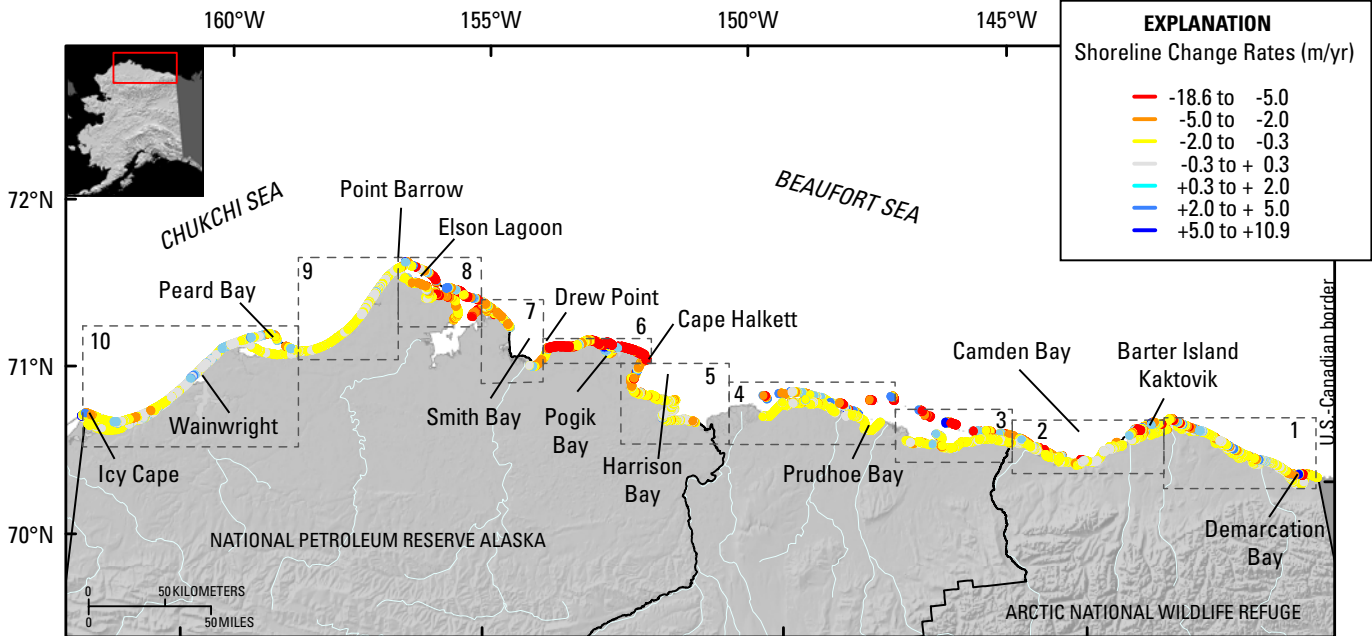 160°W
155°W
150°W
145°W
EXPLANATION
Shoreline Change Rates (m/yr)
-18.6 to -5.0
-5.0 to -2.0
-2.0 to -0.3
-0.3 to + 0.3
+0.3 to + 2.0
+2.0 to + 5.0
+5.0 to +10.9
72°N
71°N
70°N
CHUKCHI SEA
BEAUFORT SEA
Point Barrow
Elson Lagoon
Peard Bay
9
8
7
Drew Point
6
Cape Halkett
10
5
4
Camden Bay
Barter Island
Kaktovik
U.S.-Canadian border
3
2
1
Wainwright
Icy Cape
Smith Bay
Pogik
Bay
Harrison
Bay
Prudhoe Bay
Demarcation
Bay
NATIONAL PETROLEUM RESERVE ALASKA
ARCTIC NATIONAL WILDLIFE REFUGE
0 50 KILOMETERS
0 50 MILES